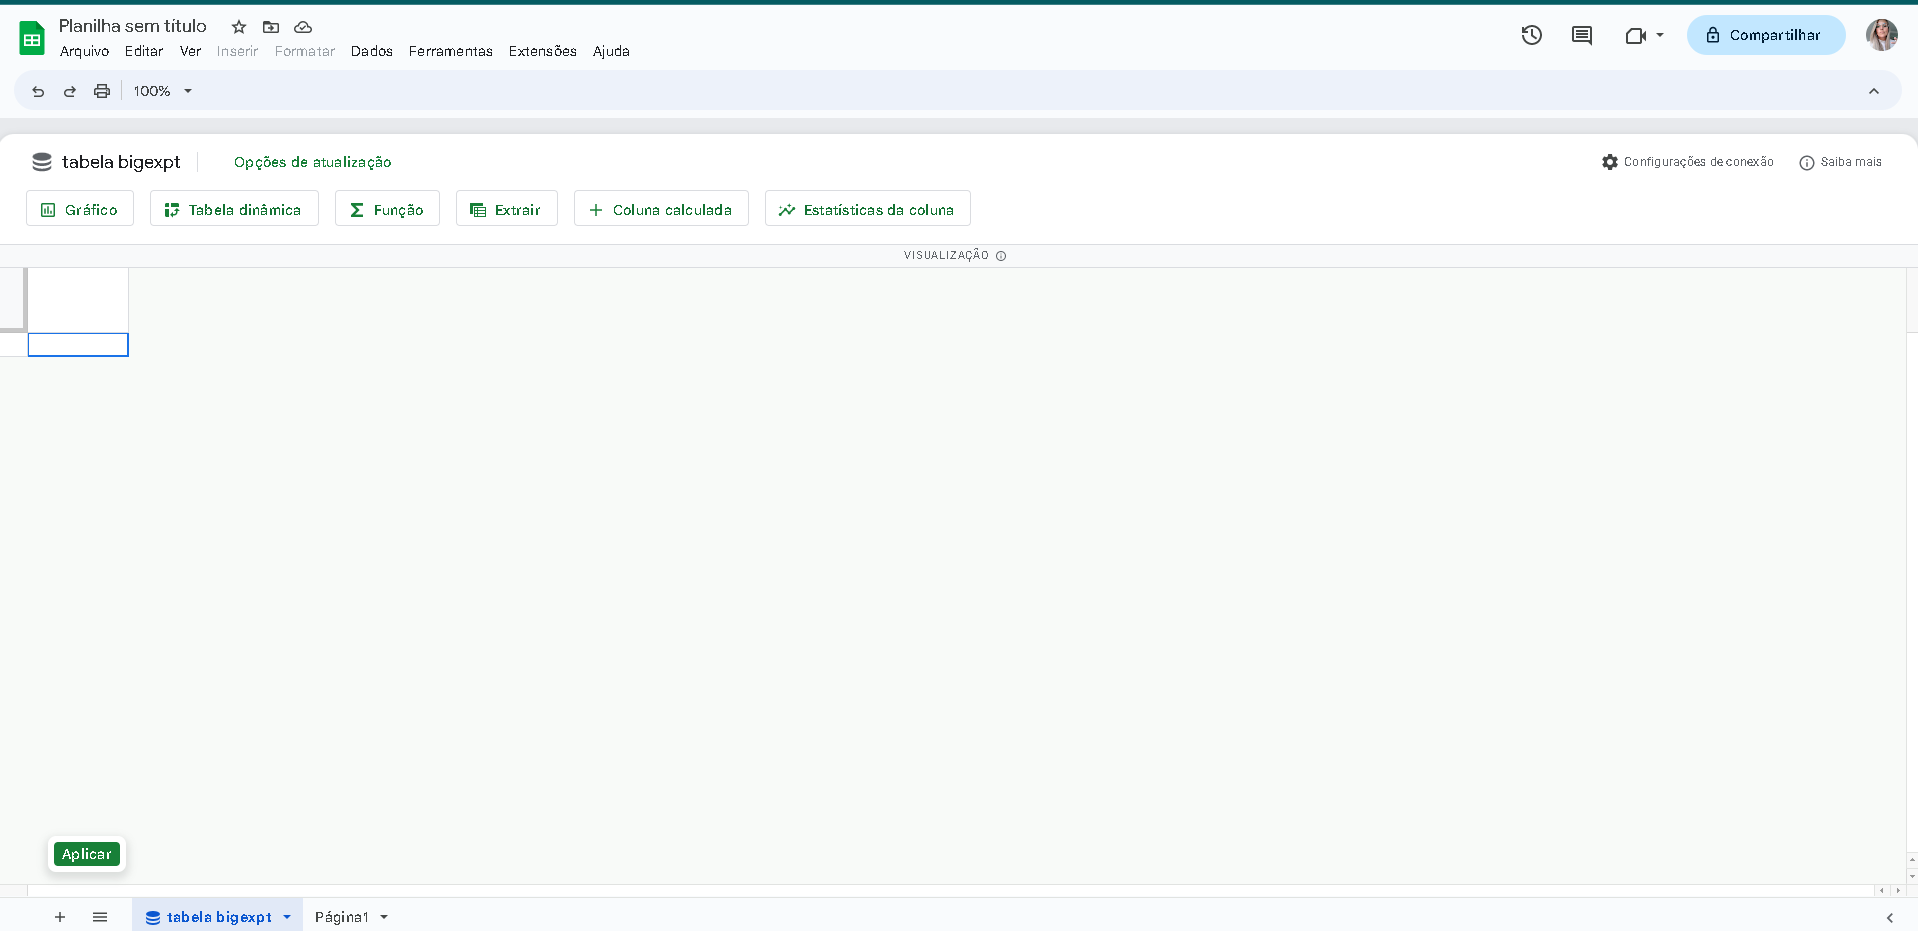 Planilha sem título
Arquivo Editar Ver Inserir Formatar Dados Ferramentas Extensões Ajuda
Compartilhar
100%
tabela bigexpt Opções de atualização Configurações de conexão Saiba mais
Gráfico Tabela dinâmica Função Extrair Coluna calculada Estatísticas da coluna
VISUALIZAÇÃO
Aplicar
tabela bigexpt Página1